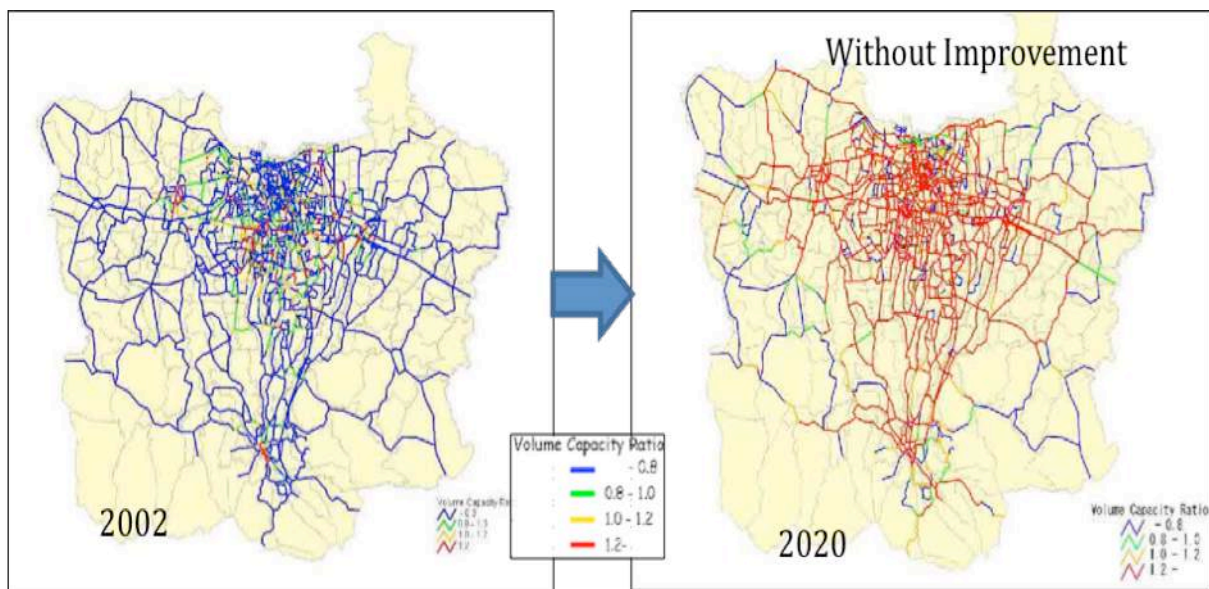 Without Improvement
2002
Volume Capacity Ratio
- 0.8
0.8 - 1.0
1.0 - 1.2
1.2-
2020
Volume Capacity Ratio
- 0.8
0.8 - 1.0
1.0 - 1.2
1.2 -